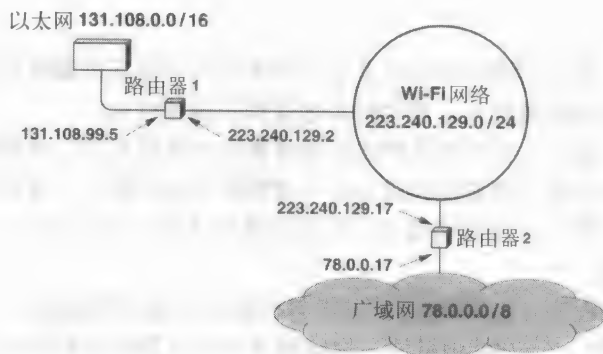 以太网 131.108.0.0 / 16
路由器 1
131.108.99.5
223.240.129.2
Wi-Fi 网络
223.240.129.0 / 24
223.240.129.17
路由器 2
78.0.0.17
广域网 78.0.0.0 / 8